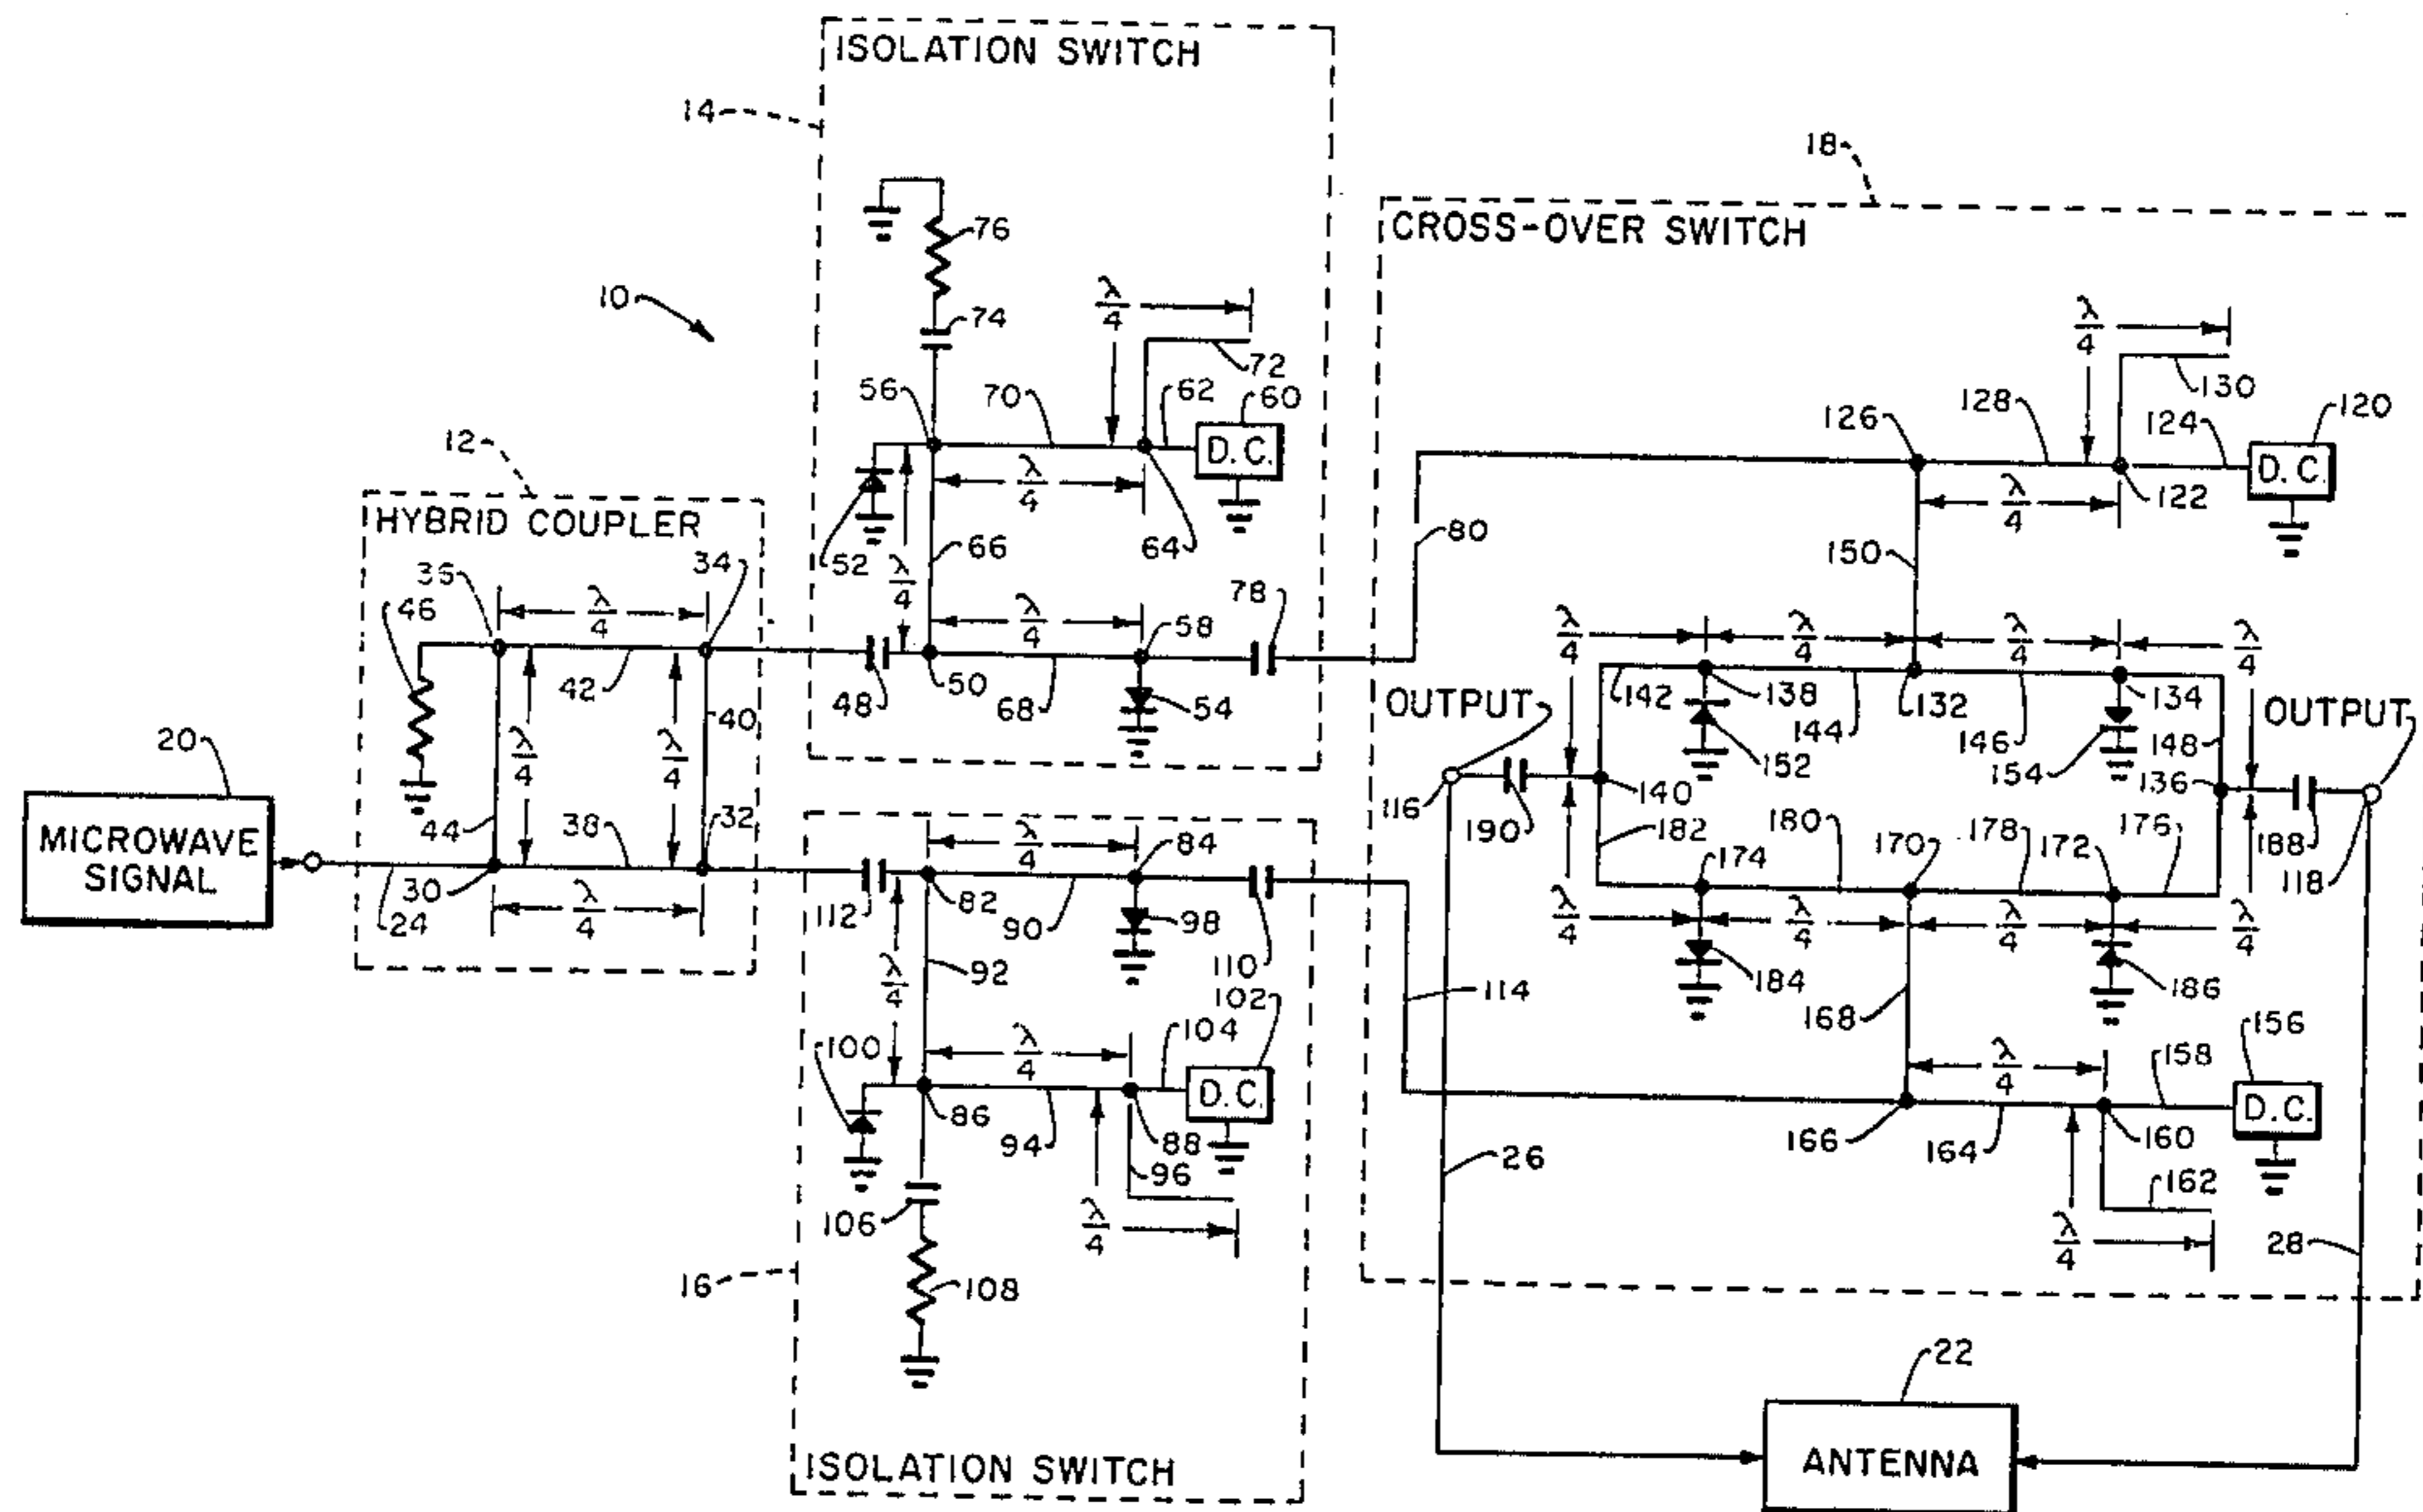 ISOLATION SWITCH
14
18
CROSS-OVER SWITCH
76
10
74
λ/4
72
λ/4
130
56
70
62
60
D.C.
126
128
124
120
D.C.
12
HYBRID COUPLER
λ/4
52
66
64
80
λ/4
122
36
34
46
λ/4
λ/4
λ/4
58
78
150
λ/4
λ/4
λ/4
λ/4
42
40
48
50
68
54
OUTPUT
142
138
144
132
146
134
148
OUTPUT
20
MICROWAVE
SIGNAL
λ/4
λ/4
152
154
136
116
190
140
44
38
32
λ/4
84
182
180
170
178
172
176
188
118
24
30
λ/4
112
82
90
98
174
λ/4
λ/4
λ/4
λ/4
λ/4
92
110
102
114
184
168
186
156
100
λ/4
104
D.C.
λ/4
158
D.C.
86
94
88
96
166
164
160
26
106
λ/4
162
λ/4
28
16
108
22
ISOLATION SWITCH
ANTENNA